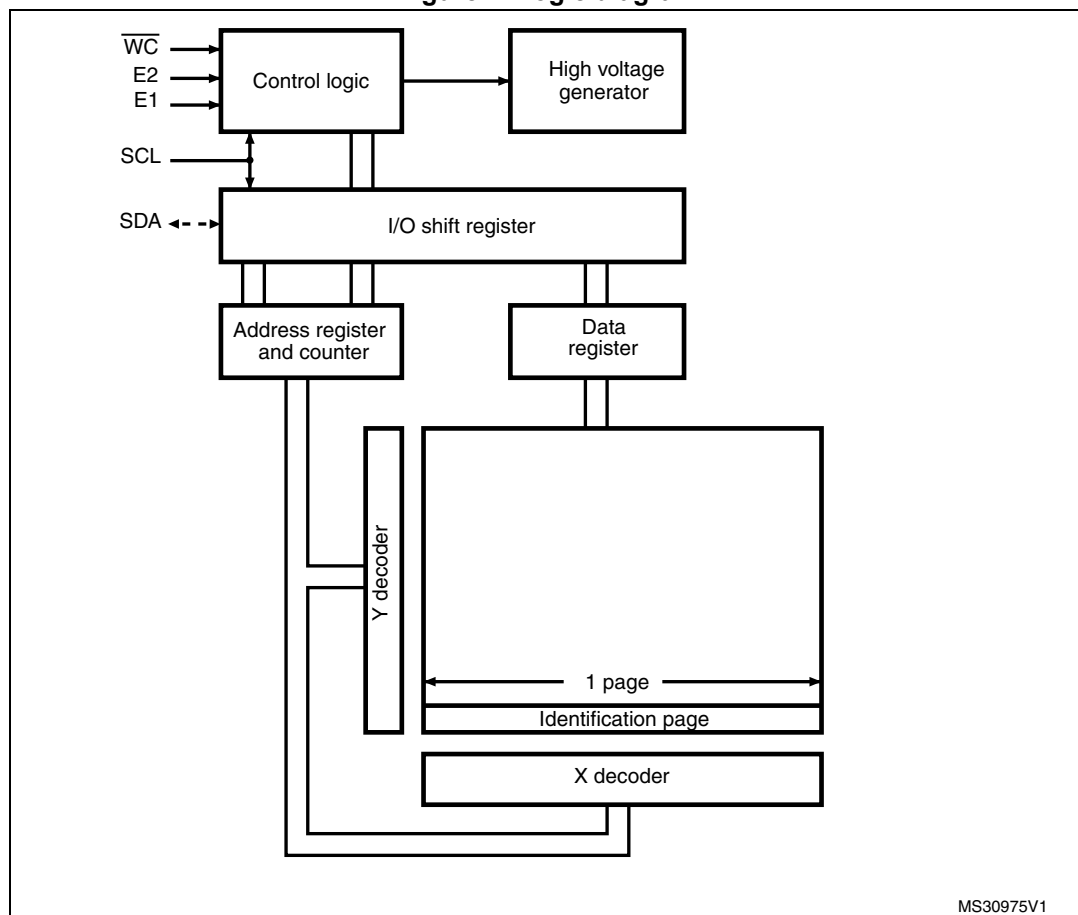 W̅C̅
E2
E1
SCL
SDA
Control logic
High voltage
generator
I/O shift register
Address register
and counter
Data
register
Y decoder
1 page
Identification page
X decoder
MS30975V1